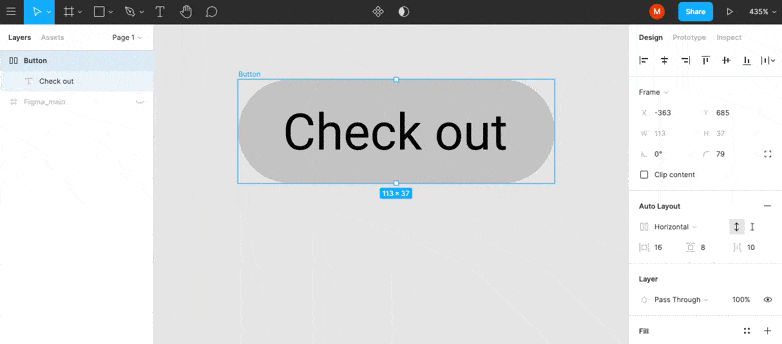 M
Share
435%
Layers
Assets
Page 1
Button
Check out
Figma_main
Button
Check out
113 × 37
Design
Prototype
Inspect
Frame
X -363
Y 685
W 113
H 37
0°
79
Clip content
Auto Layout
Horizontal
16
8
10
Layer
Pass Through
100%
Fill